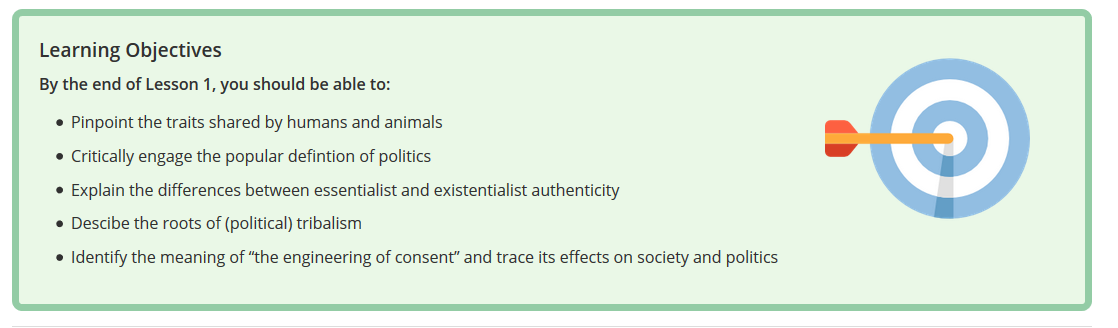 Learning Objectives
By the end of Lesson 1, you should be able to:
• Pinpoint the traits shared by humans and animals
• Critically engage the popular defintion of politics
• Explain the differences between essentialist and existentialist authenticity
• Descibe the roots of (political) tribalism
• Identify the meaning of “the engineering of consent” and trace its effects on society and politics